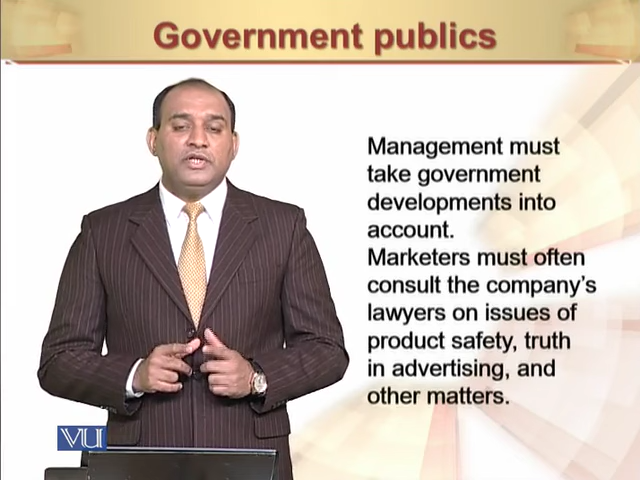 Government publics
Management must
take government
developments into
account.
Marketers must often
consult the company's
lawyers on issues of
product safety, truth
in advertising, and
other matters.
VU